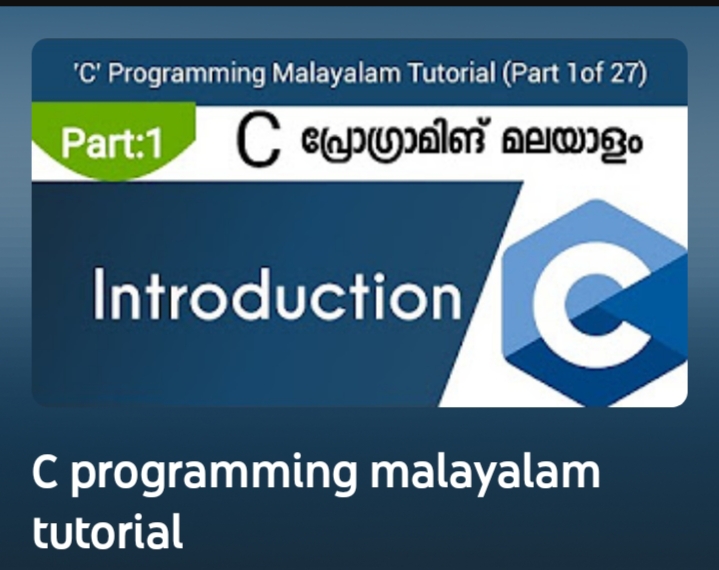 'C' Programming Malayalam Tutorial (Part 1of 27)
Part:1
C പ്രോഗ്രാമിങ് മലയാളം
Introduction
C
C programming malayalam
tutorial